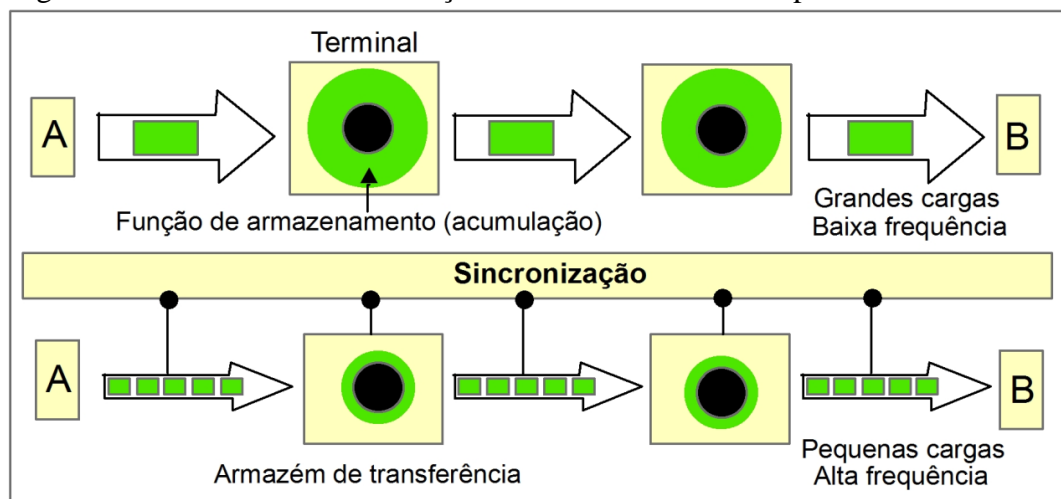 Terminal
A
B
Função de armazenamento (acumulação)
Grandes cargas
Baixa frequência
Sincronização
A
B
Armazém de transferência
Pequenas cargas
Alta frequência